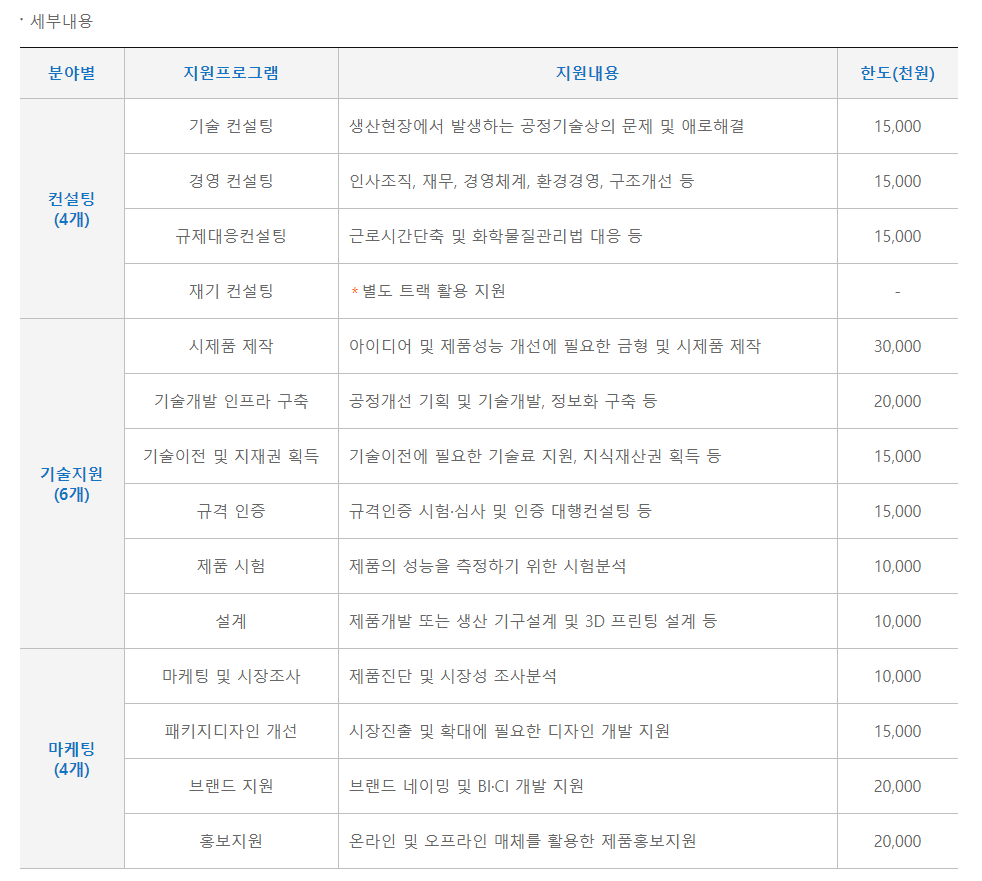 · 세부내용
분야별 지원프로그램 지원내용 한도(천원)
컨설팅
(4개)
기술 컨설팅 생산현장에서 발생하는 공정기술상의 문제 및 애로해결 15,000
경영 컨설팅 인사조직, 재무, 경영체계, 환경경영, 구조개선 등 15,000
규제대응컨설팅 근로시간단축 및 화학물질관리법 대응 등 15,000
재기 컨설팅 * 별도 트랙 활용 지원 -
기술지원
(6개)
시제품 제작 아이디어 및 제품성능 개선에 필요한 금형 및 시제품 제작 30,000
기술개발 인프라 구축 공정개선 기획 및 기술개발, 정보화 구축 등 20,000
기술이전 및 지재권 획득 기술이전에 필요한 기술료 지원, 지식재산권 획득 등 15,000
규격 인증 규격인증 시험·심사 및 인증 대행컨설팅 등 15,000
제품 시험 제품의 성능을 측정하기 위한 시험분석 10,000
설계 제품개발 또는 생산 기구설계 및 3D 프린팅 설계 등 10,000
마케팅
(4개)
마케팅 및 시장조사 제품진단 및 시장성 조사분석 10,000
패키지디자인 개선 시장진출 및 확대에 필요한 디자인 개발 지원 15,000
브랜드 지원 브랜드 네이밍 및 BI·CI 개발 지원 20,000
홍보지원 온라인 및 오프라인 매체를 활용한 제품홍보지원 20,000